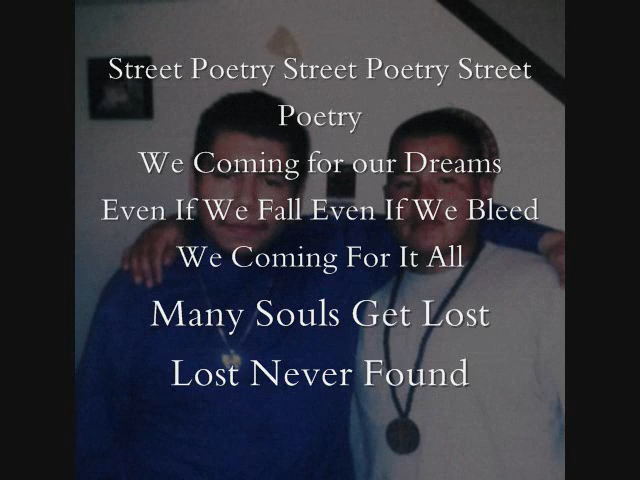 Street Poetry Street Poetry Street
Poetry
We Coming for our Dreams
Even If We Fall Even If We Bleed
We Coming For It All
Many Souls Get Lost
Lost Never Found